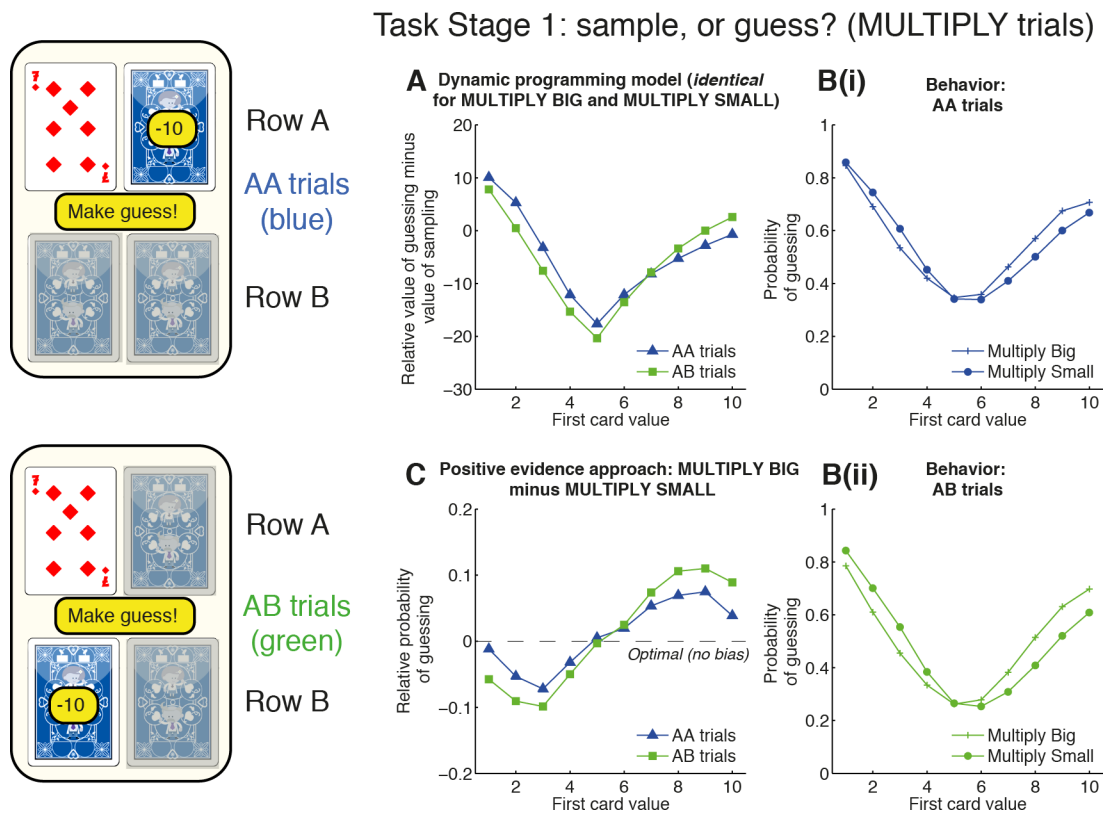 Task Stage 1: sample, or guess? (MULTIPLY trials)
7
-10
7
Make guess!
Row A
AA trials
(blue)
Row B
A
Dynamic programming model (identical
for MULTIPLY BIG and MULTIPLY SMALL)
Relative value of guessing minus
value of sampling
20
10
0
−10
−20
−30
2
4
6
8
10
First card value
AA trials
AB trials
B(i)
Behavior:
AA trials
Probability
of guessing
1
0.8
0.6
0.4
0.2
0
2
4
6
8
10
First card value
Multiply Big
Multiply Small
7
7
Make guess!
-10
Row A
AB trials
(green)
Row B
C
Positive evidence approach: MULTIPLY BIG
minus MULTIPLY SMALL
Relative probability
of guessing
0.2
0.1
0
−0.1
−0.2
Optimal (no bias)
2
4
6
8
10
First card value
AA trials
AB trials
B(ii)
Behavior:
AB trials
Probability
of guessing
1
0.8
0.6
0.4
0.2
0
2
4
6
8
10
First card value
Multiply Big
Multiply Small